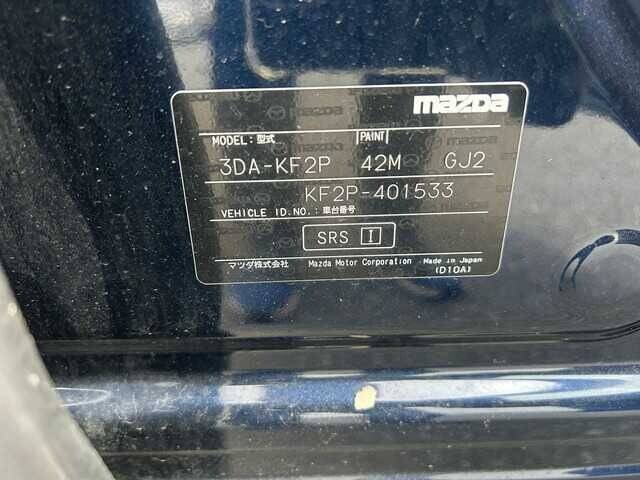 mazda
MODEL:型式 PAINT
3DA-KF2P 42M GJ2
KF2P-401533
VEHICLE ID.NO.:車台番号
SRS I
マツダ株式会社 Mazda Motor Corporation Made in Japan
(D10A)